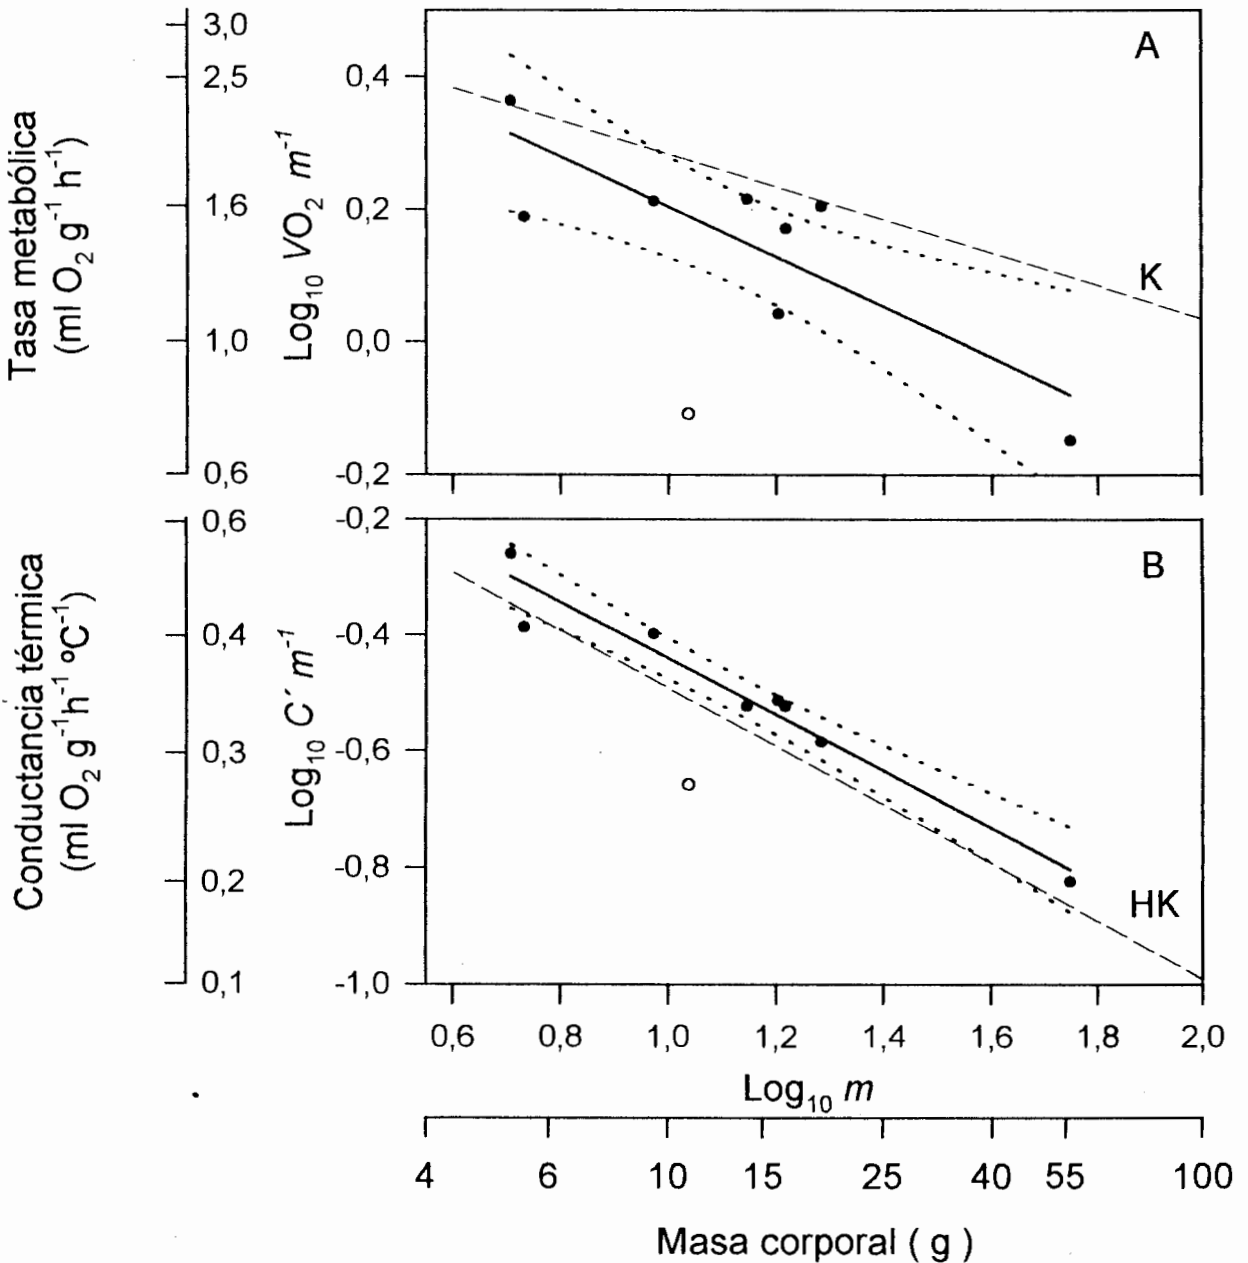 Tasa metabólica
(ml O₂ g⁻¹ h⁻¹)
3,0
2,5
1,6
1,0
0,6
Log₁₀ VO₂ m⁻¹
0,4
0,2
0,0
-0,2
A
K
Conductancia térmica
(ml O₂ g⁻¹h⁻¹ ºC⁻¹)
0,6
0,4
0,3
0,2
0,1
Log₁₀ C´ m⁻¹
-0,2
-0,4
-0,6
-0,8
-1,0
B
HK
0,6 0,8 1,0 1,2 1,4 1,6 1,8 2,0
Log₁₀ m
4 6 10 15 25 40 55 100
Masa corporal ( g )